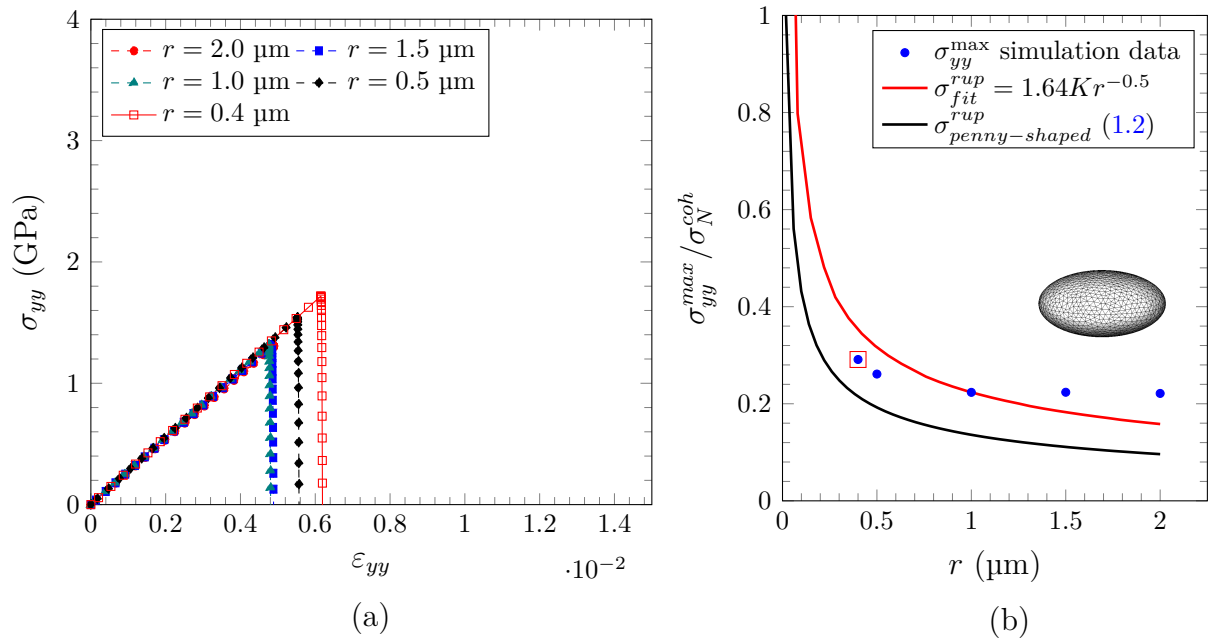 4
3
2
1
0
0
0.2
0.4
0.6
0.8
1
1.2
1.4
·10⁻²
σ_yy (GPa)
ε_yy
r = 2.0 µm
r = 1.5 µm
r = 1.0 µm
r = 0.5 µm
r = 0.4 µm
(a)
1
0.8
0.6
0.4
0.2
0
0
0.5
1
1.5
2
σ_yy^max/σ_N^coh
r (µm)
σ_yy^max simulation data
σ_fit^rup = 1.64Kr^−0.5
σ_penny−shaped^rup (1.2)
(b)